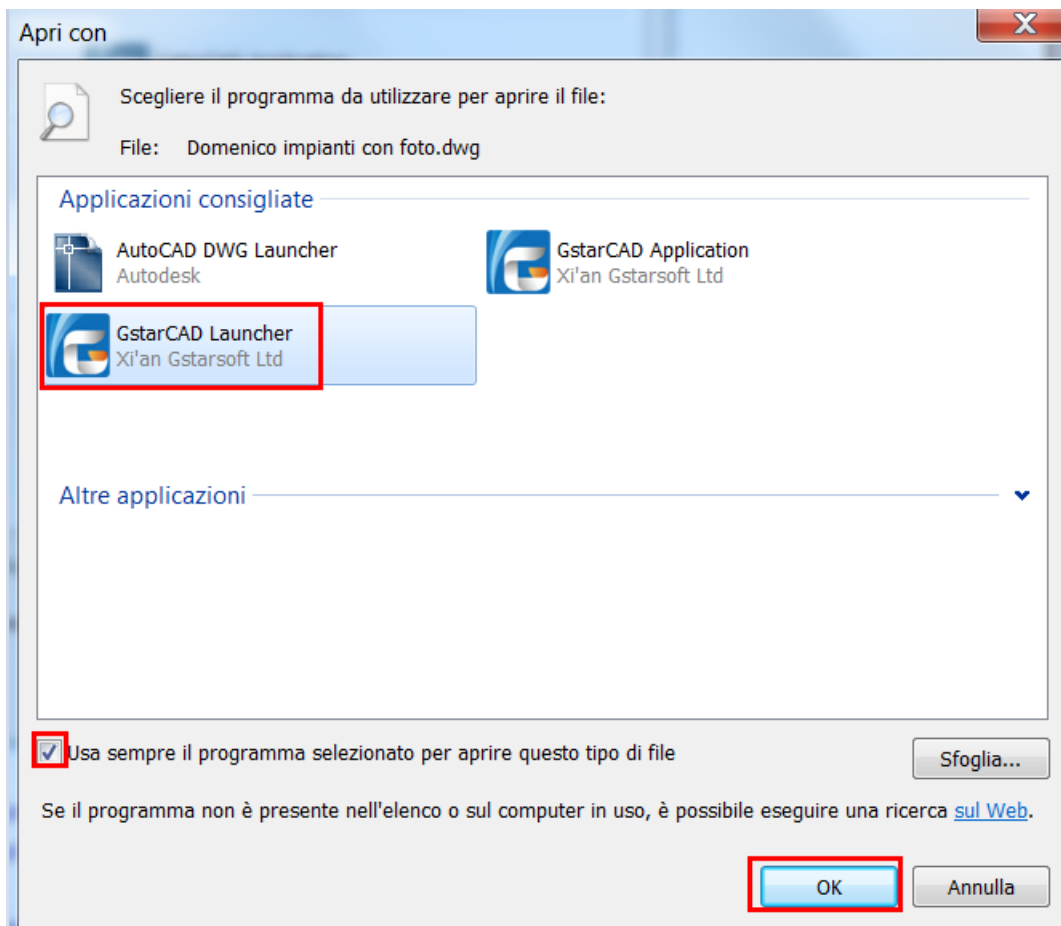 Apri con
Scegliere il programma da utilizzare per aprire il file:
File: Domenico impianti con foto.dwg
Applicazioni consigliate
AutoCAD DWG Launcher
Autodesk
GstarCAD Application
Xi'an Gstarsoft Ltd
GstarCAD Launcher
Xi'an Gstarsoft Ltd
Altre applicazioni
Usa sempre il programma selezionato per aprire questo tipo di file
Sfoglia...
Se il programma non è presente nell'elenco o sul computer in uso, è possibile eseguire una ricerca sul Web.
OK
Annulla